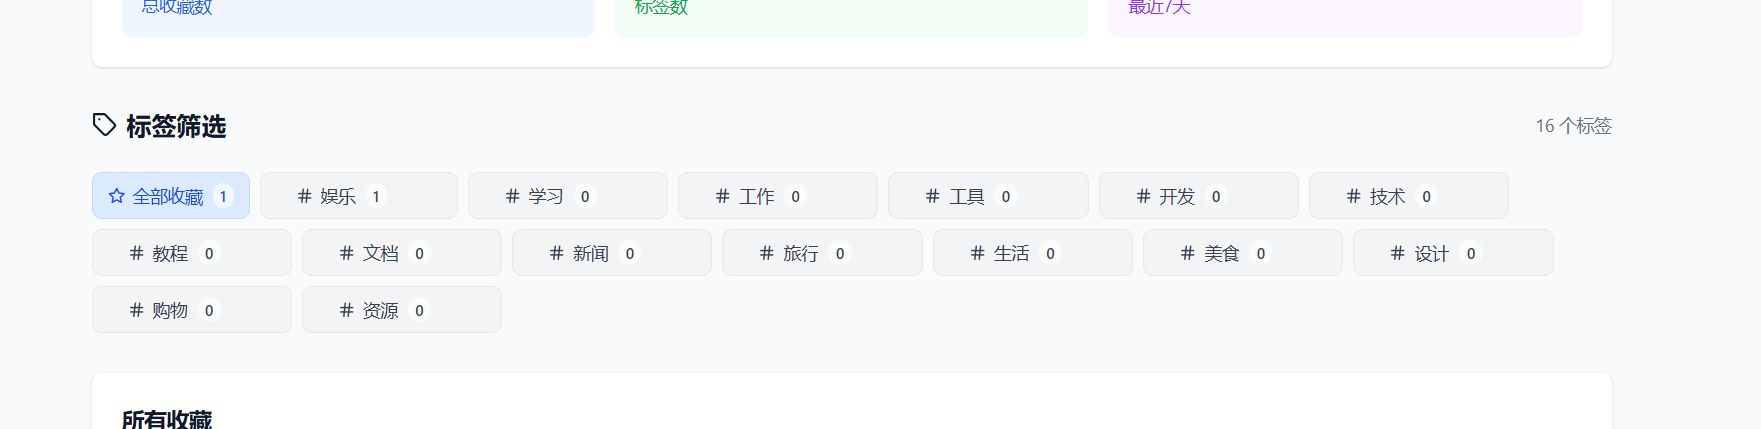 总收藏数
标签数
最近7天
标签筛选
16 个标签
全部收藏 1
# 娱乐 1
# 学习 0
# 工作 0
# 工具 0
# 开发 0
# 技术 0
# 教程 0
# 文档 0
# 新闻 0
# 旅行 0
# 生活 0
# 美食 0
# 设计 0
# 购物 0
# 资源 0
所有收藏